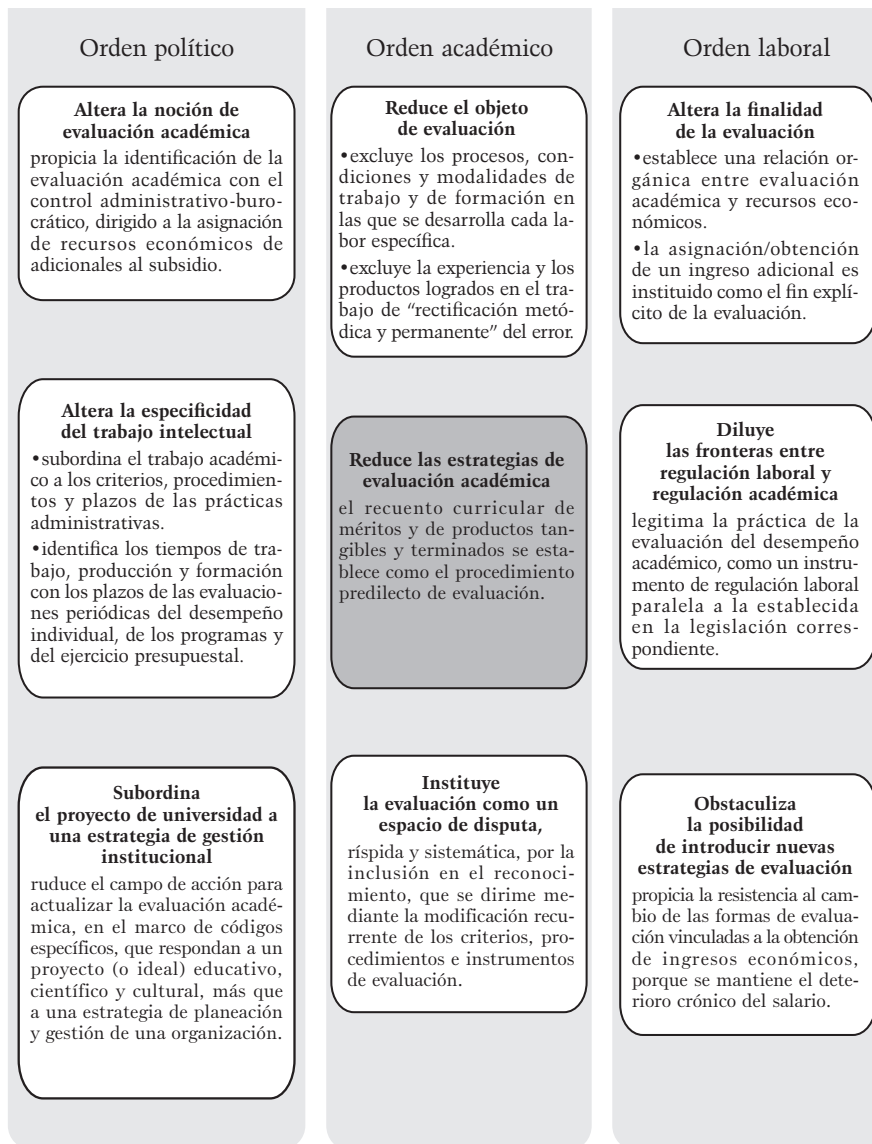 Orden político
Altera la noción de
evaluación académica
propicia la identificación de la
evaluación académica con el
control administrativo-buro-
crático, dirigido a la asignación
de recursos económicos de
adicionales al subsidio.
Altera la especificidad
del trabajo intelectual
•subordina el trabajo académi-
co a los criterios, procedimien-
tos y plazos de las prácticas
administrativas.
•identifica los tiempos de tra-
bajo, producción y formación
con los plazos de las evaluacio-
nes periódicas del desempeño
individual, de los programas y
del ejercicio presupuestal.
Subordina
el proyecto de universidad a
una estrategia de gestión
institucional
ruduce el campo de acción para
actualizar la evaluación acadé-
mica, en el marco de códigos
específicos, que respondan a un
proyecto (o ideal) educativo,
científico y cultural, más que
a una estrategia de planeación
y gestión de una organización.
Orden académico
Reduce el objeto
de evaluación
•excluye los procesos, con-
diciones y modalidades de
trabajo y de formación en
las que se desarrolla cada la-
bor específica.
•excluye la experiencia y los
productos logrados en el tra-
bajo de “rectificación metó-
dica y permanente” del error.
Reduce las estrategias de
evaluación académica
el recuento curricular de
méritos y de productos tan-
gibles y terminados se esta-
blece como el procedimiento
predilecto de evaluación.
Instituye
la evaluación como un
espacio de disputa,
ríspida y sistemática, por la
inclusión en el reconoci-
miento, que se dirime me-
diante la modificación recu-
rrente de los criterios, pro-
cedimientos e instrumentos
de evaluación.
Orden laboral
Altera la finalidad
de la evaluación
•establece una relación or-
gánica entre evaluación
académica y recursos eco-
nómicos.
•la asignación/obtención
de un ingreso adicional es
instituido como el fin explí-
cito de la evaluación.
Diluye
las fronteras entre
regulación laboral y
regulación académica
legitima la práctica de la
evaluación del desempeño
académico, como un instru-
mento de regulación laboral
paralela a la establecida
en la legislación corres-
pondiente.
Obstaculiza
la posibilidad
de introducir nuevas
estrategias de evaluación
propicia la resistencia al cam-
bio de las formas de evalua-
ción vinculadas a la obtención
de ingresos económicos,
porque se mantiene el dete-
rioro crónico del salario.